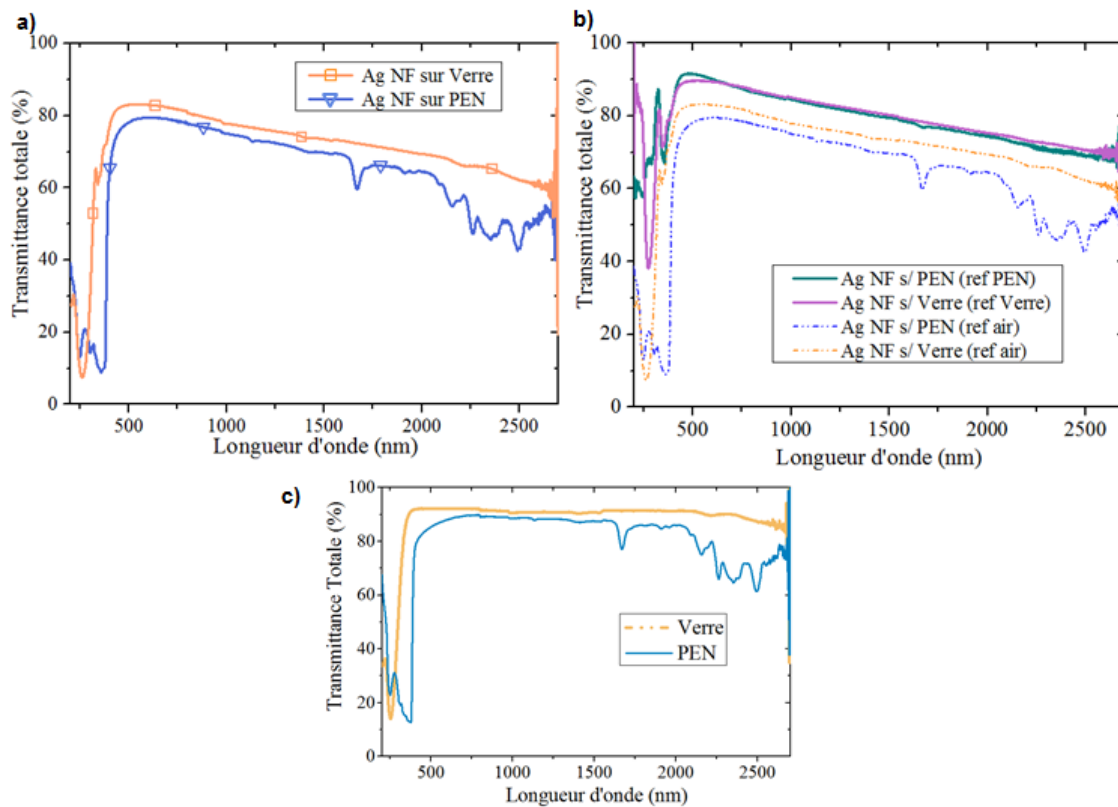 a)
100
80
60
40
20
0
Transmittance totale (%)
Ag NF sur Verre
Ag NF sur PEN
500 1000 1500 2000 2500
Longueur d'onde (nm)
b)
100
80
60
40
20
0
Transmittance totale (%)
Ag NF s/ PEN (ref PEN)
Ag NF s/ Verre (ref Verre)
Ag NF s/ PEN (ref air)
Ag NF s/ Verre (ref air)
500 1000 1500 2000 2500
Longueur d'onde (nm)
c)
100
80
60
40
20
0
Transmittance Totale (%)
Verre
PEN
500 1000 1500 2000 2500
Longueur d'onde (nm)